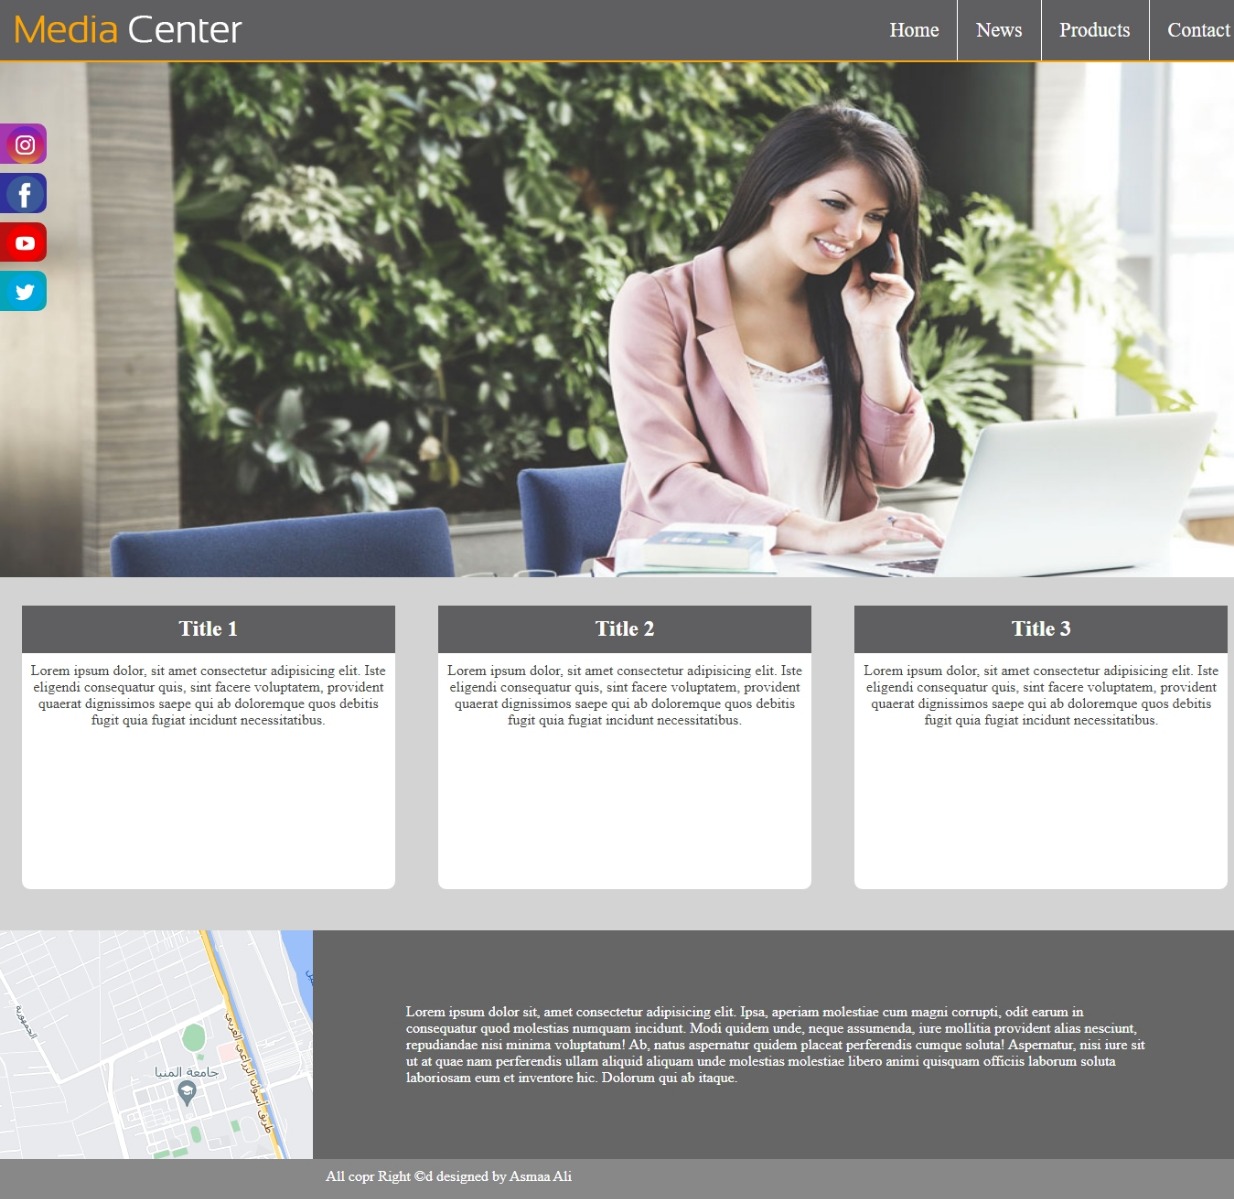 Media Center
Home
News
Products
Contact
Title 1
Lorem ipsum dolor, sit amet consectetur adipisicing elit. Iste
eligendi consequatur quis, sint facere voluptatem, provident
quaerat dignissimos saepe qui ab doloremque quos debitis
fugit quia fugiat incidunt necessitatibus.
Title 2
Lorem ipsum dolor, sit amet consectetur adipisicing elit. Iste
eligendi consequatur quis, sint facere voluptatem, provident
quaerat dignissimos saepe qui ab doloremque quos debitis
fugit quia fugiat incidunt necessitatibus.
Title 3
Lorem ipsum dolor, sit amet consectetur adipisicing elit. Iste
eligendi consequatur quis, sint facere voluptatem, provident
quaerat dignissimos saepe qui ab doloremque quos debitis
fugit quia fugiat incidunt necessitatibus.
الجمهورية
جامعة المنيا
طريق أسوان الزراعي الغربي
Lorem ipsum dolor sit, amet consectetur adipisicing elit. Ipsa, aperiam molestiae cum magni corrupti, odit earum in
consequatur quod molestias numquam incidunt. Modi quidem unde, neque assumenda, iure mollitia provident alias nesciunt,
repudiandae nisi minima voluptatum! Ab, natus aspernatur quidem placeat perferendis cumque soluta! Aspernatur, nisi iure sit
ut at quae nam perferendis ullam aliquid aliquam unde molestias molestiae libero animi quisquam officiis laborum soluta
laboriosam eum et inventore hic. Dolorum qui ab itaque.
All copr Right ©d designed by Asmaa Ali